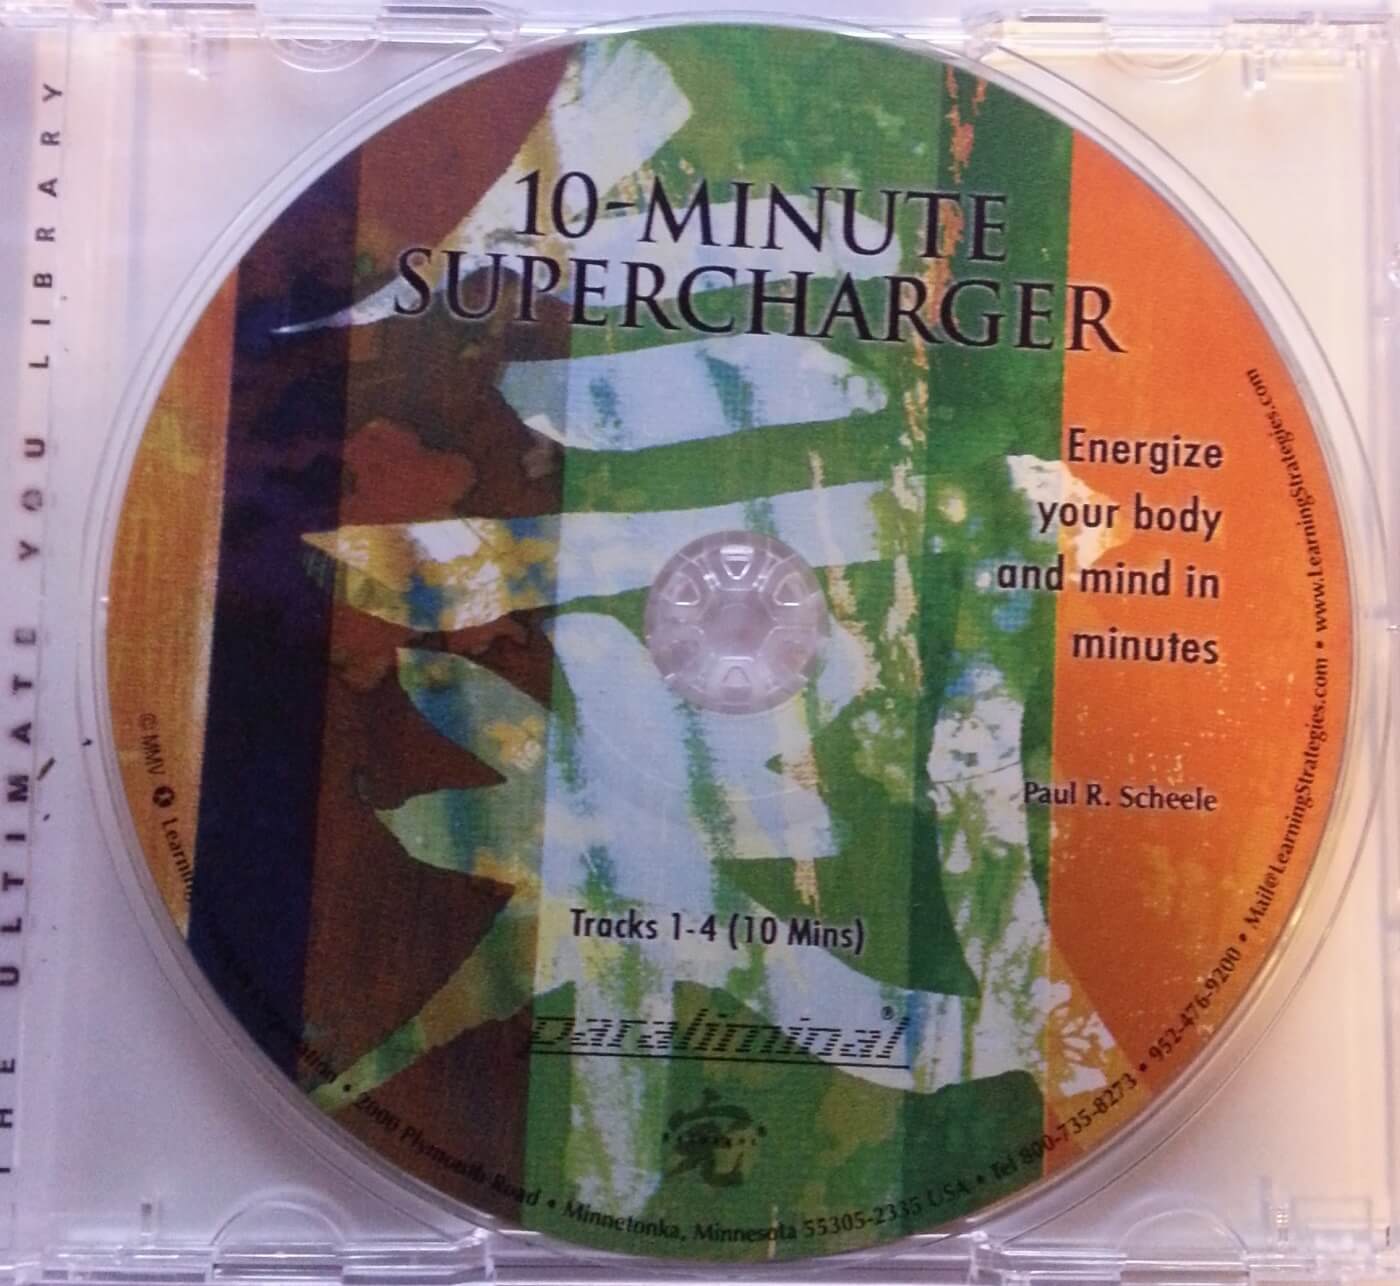 THE ULTIMATE YOU LIBRARY
10-MINUTE
SUPERCHARGER
Energize
your body
and mind in
minutes
Paul R. Scheele
Tracks 1-4 (10 Mins)
paraliminal®
© MMV ℗ Learning • 2000 Plymouth Road • Minnetonka, Minnesota 55305-2335 USA • Tel 800-735-8273 • 952-476-9200 • Mail@LearningStrategies.com • www.LearningStrategies.com